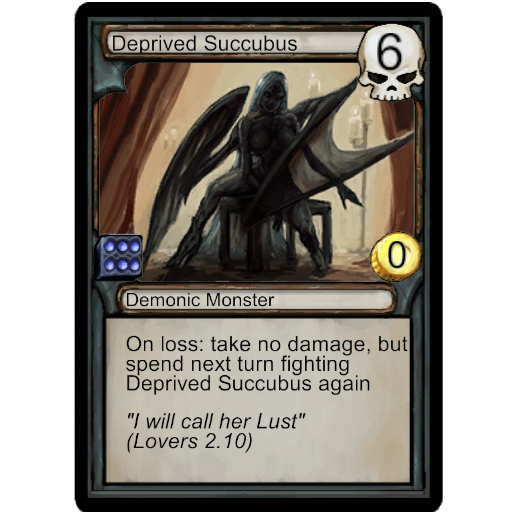 Deprived Succubus
6
0
Demonic Monster
On loss: take no damage, but
spend next turn fighting
Deprived Succubus again
"I will call her Lust"
(Lovers 2.10)